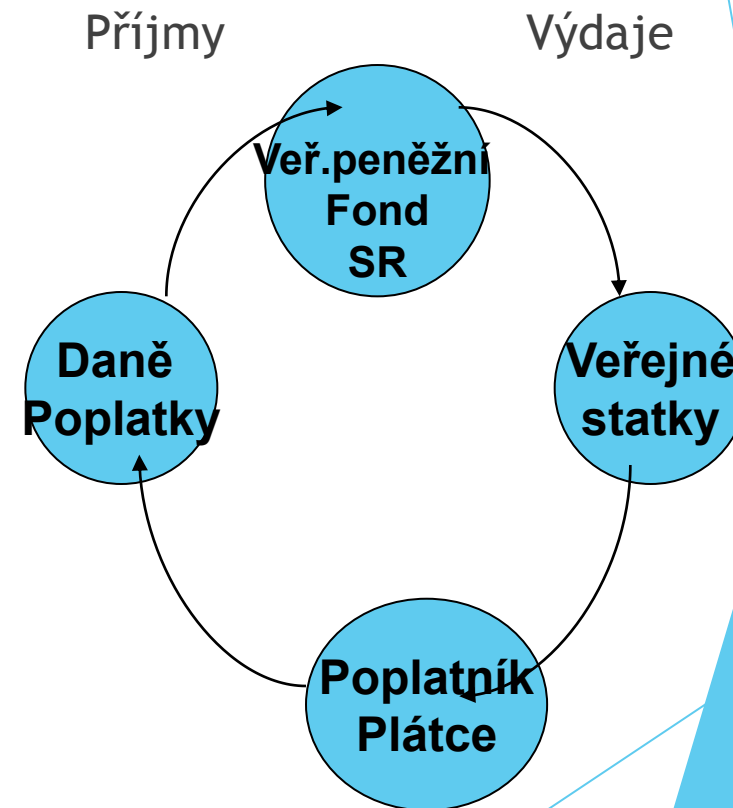 Příjmy
Výdaje
Veř.peněžní
Fond
SR
Daně
Poplatky
Veřejné
statky
Poplatník
Plátce